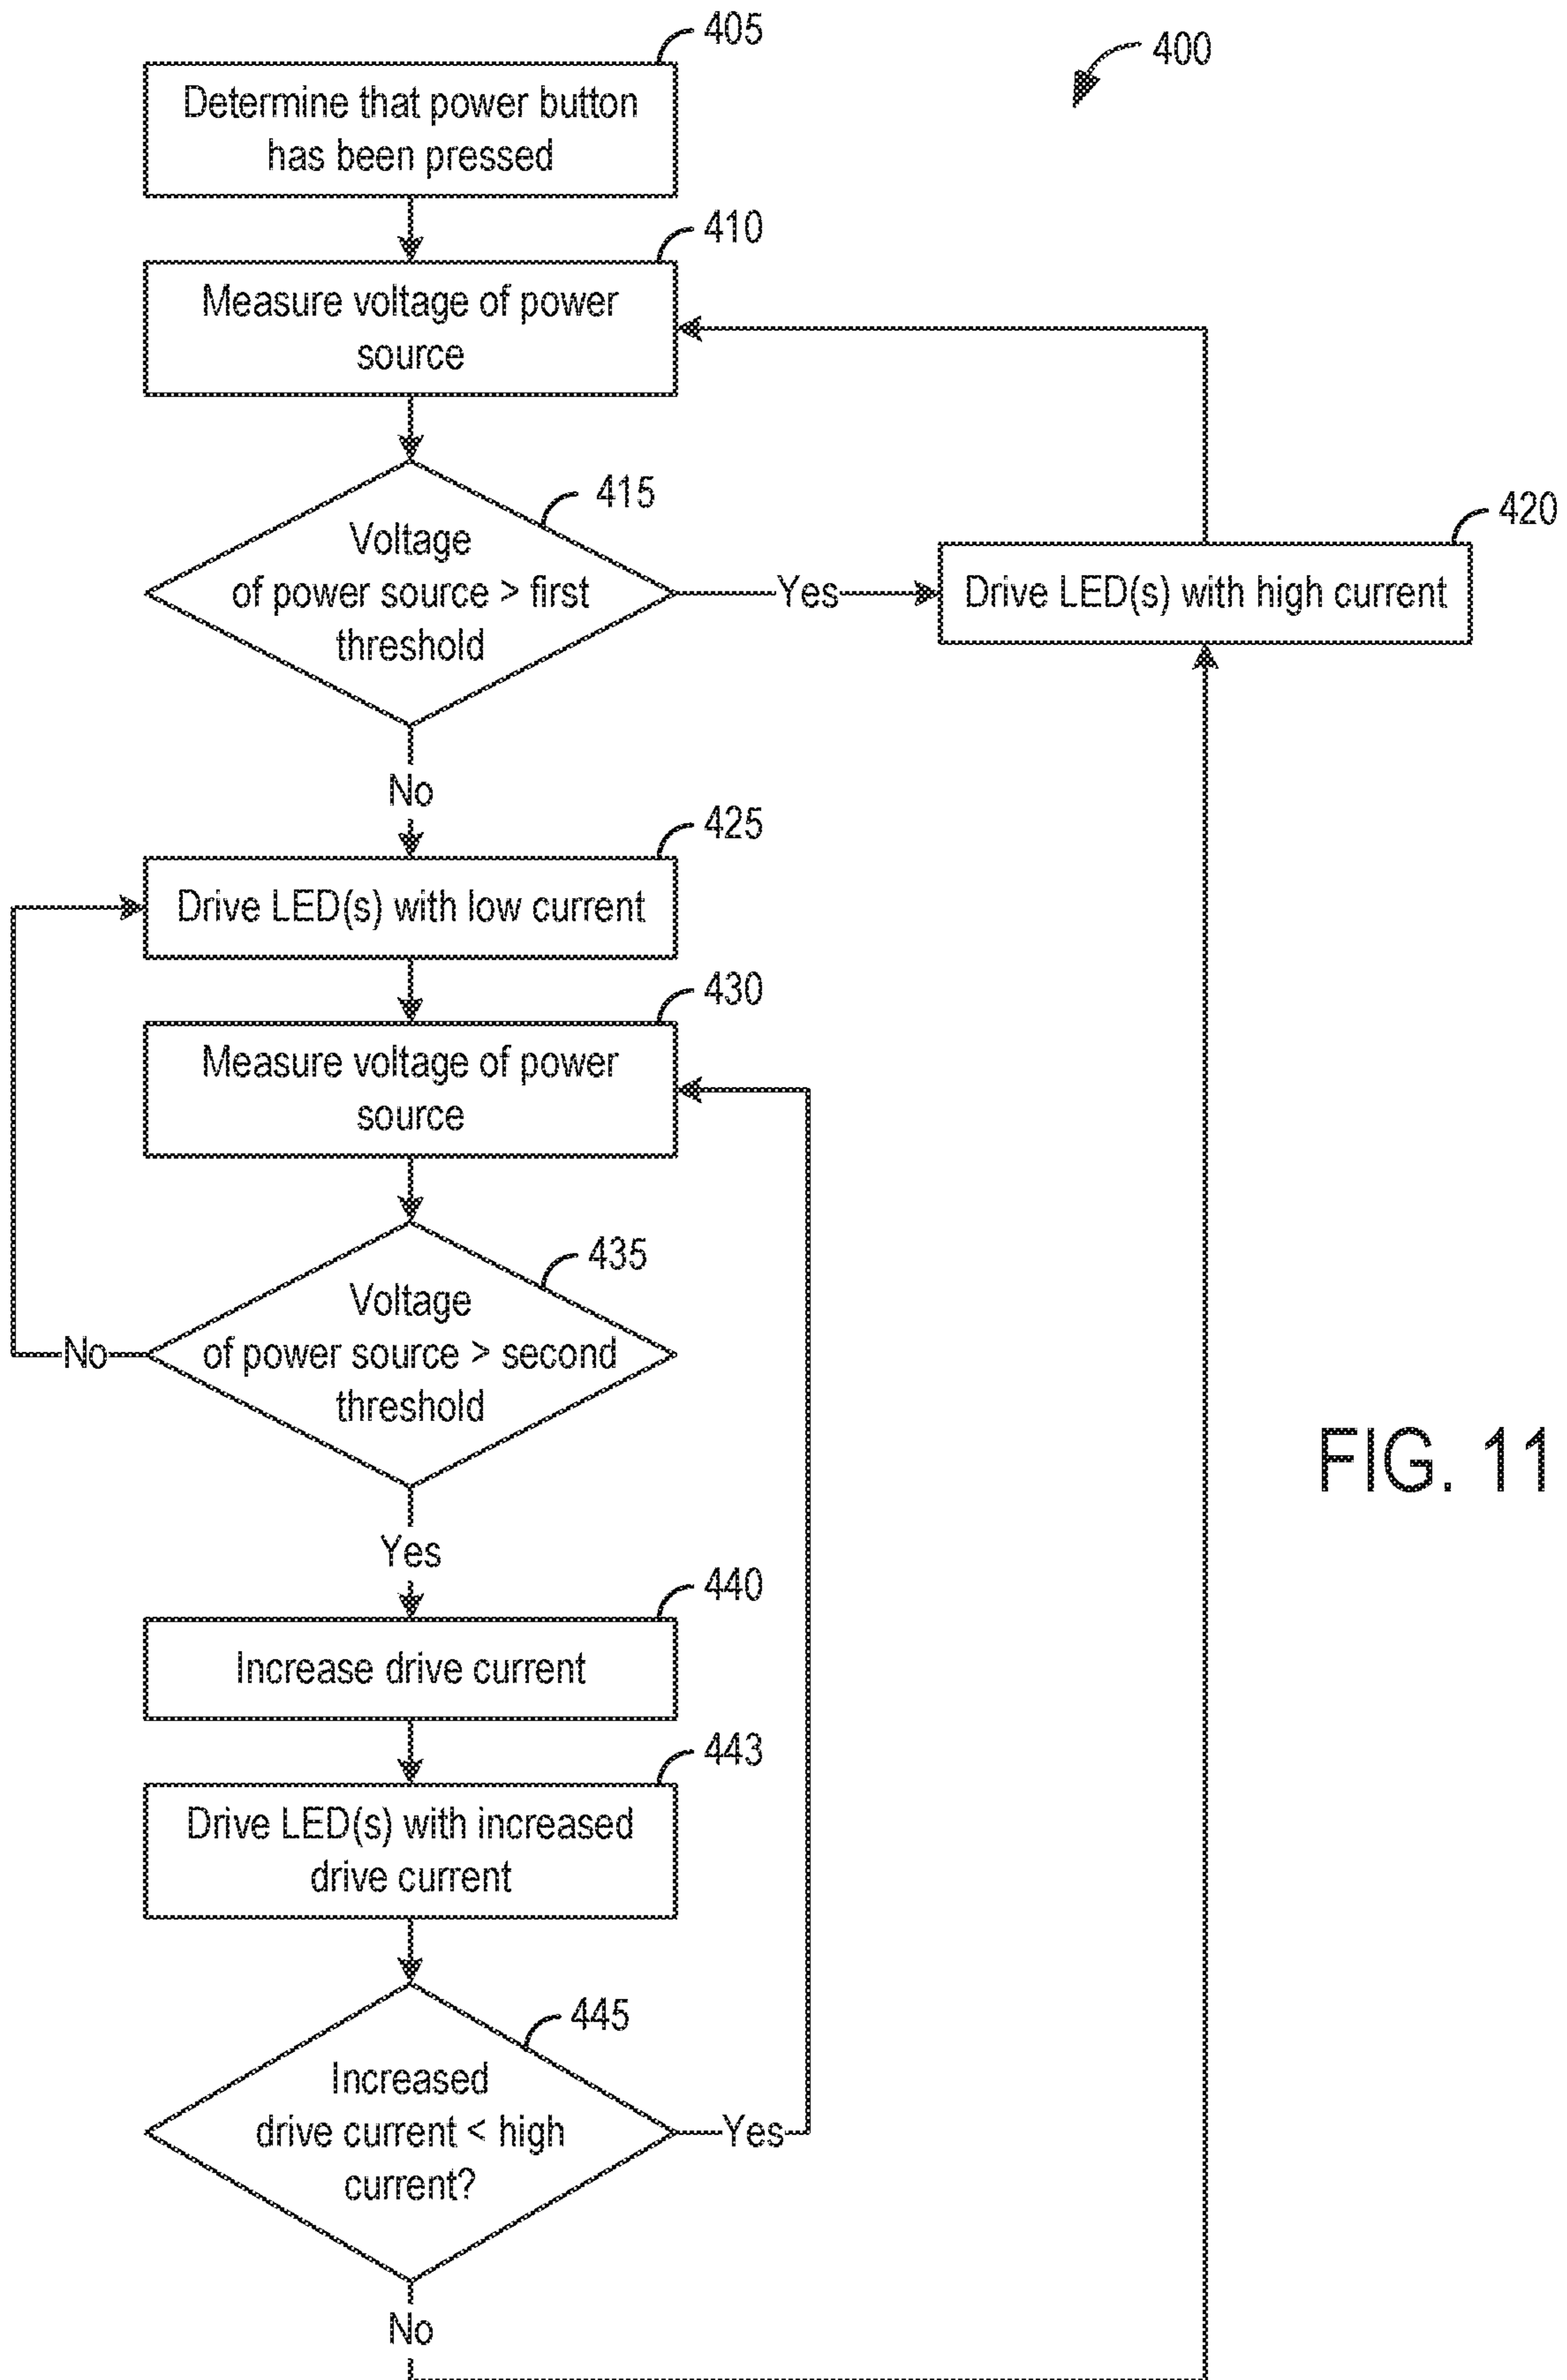 405
400
Determine that power button
has been pressed
410
Measure voltage of power
source
415
Voltage
of power source > first
threshold
Yes
420
Drive LED(s) with high current
No
425
Drive LED(s) with low current
430
Measure voltage of power
source
435
Voltage
of power source > second
threshold
No
FIG. 11
Yes
440
Increase drive current
443
Drive LED(s) with increased
drive current
445
Increased
drive current < high
current?
Yes
No